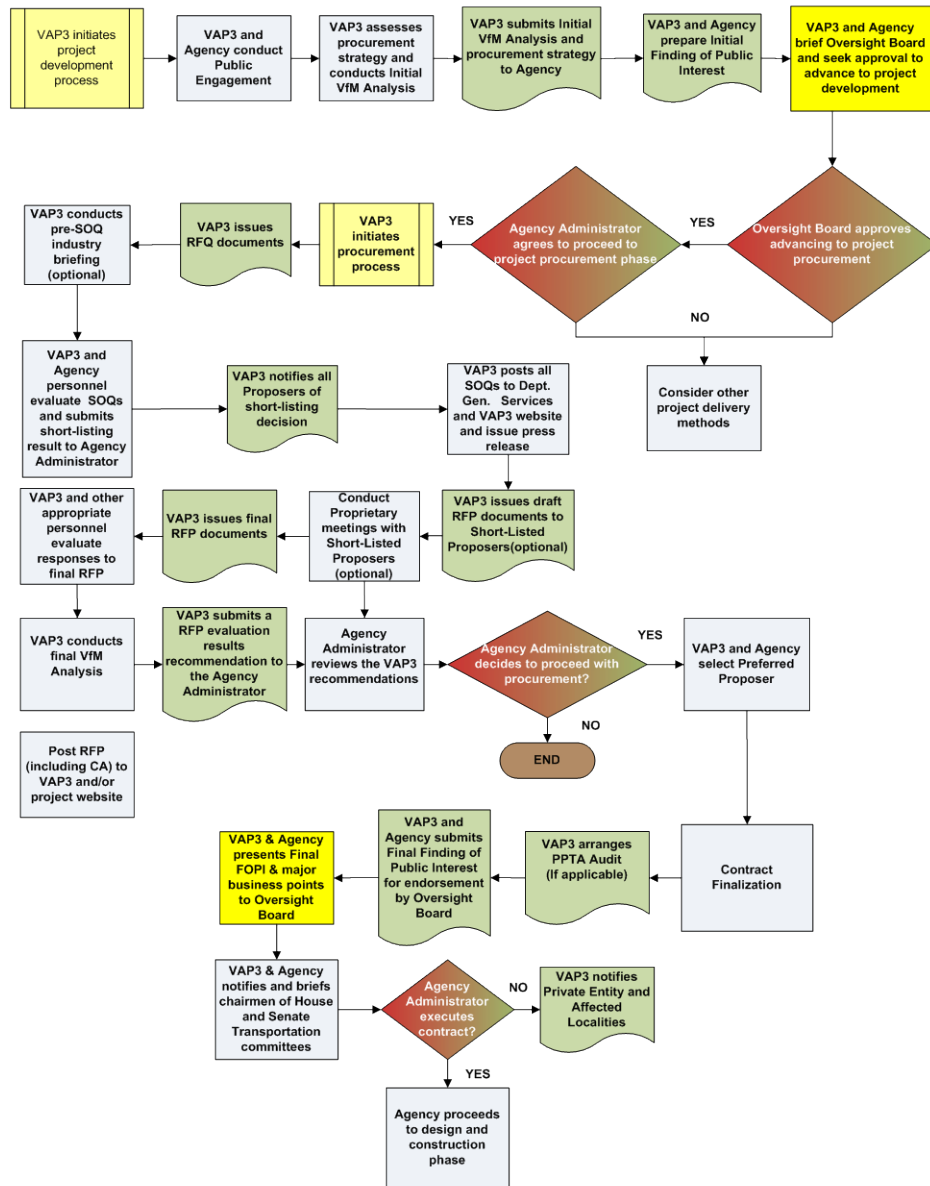 VAP3 initiates
project
development
process
VAP3 and
Agency conduct
Public
Engagement
VAP3 assesses
procurement
strategy and
conducts Initial
VfM Analysis
VAP3 submits Initial
VfM Analysis and
procurement strategy
to Agency
VAP3 and Agency
prepare Initial
Finding of Public
Interest
VAP3 and Agency
brief Oversight Board
and seek approval to
advance to project
development
Oversight Board approves
advancing to project
procurement
YES
Agency Administrator
agrees to proceed to
project procurement phase
YES
VAP3
initiates
procurement
process
VAP3 issues
RFQ documents
VAP3 conducts
pre-SOQ
industry
briefing
(optional)
NO
Consider other
project delivery
methods
VAP3 and
Agency
personnel
evaluate SOQs
and submits
short-listing
result to Agency
Administrator
VAP3 notifies all
Proposers of
short-listing
decision
VAP3 posts all
SOQs to Dept.
Gen. Services
and VAP3 website
and issue press
release
VAP3 issues draft
RFP documents to
Short-Listed
Proposers(optional)
Conduct
Proprietary
meetings with
Short-Listed
Proposers
(optional)
VAP3 issues final
RFP documents
VAP3 and other
appropriate
personnel
evaluate
responses to
final RFP
VAP3 conducts
final VfM
Analysis
VAP3 submits a
RFP evaluation
results
recommendation to
the Agency
Administrator
Agency
Administrator
reviews the VAP3
recommendations
Agency Administrator
decides to proceed with
procurement?
YES
VAP3 and Agency
select Preferred
Proposer
NO
END
Post RFP
(including CA) to
VAP3 and/or
project website
Contract
Finalization
VAP3 arranges
PPTA Audit
(If applicable)
VAP3 and
Agency submits
Final Finding of
Public Interest
for endorsement
by Oversight
Board
VAP3 & Agency
presents Final
FOPI & major
business points
to Oversight
Board
VAP3 & Agency
notifies and briefs
chairmen of House
and Senate
Transportation
committees
Agency
Administrator
executes
contract?
NO
VAP3 notifies
Private Entity and
Affected
Localities
YES
Agency proceeds
to design and
construction
phase